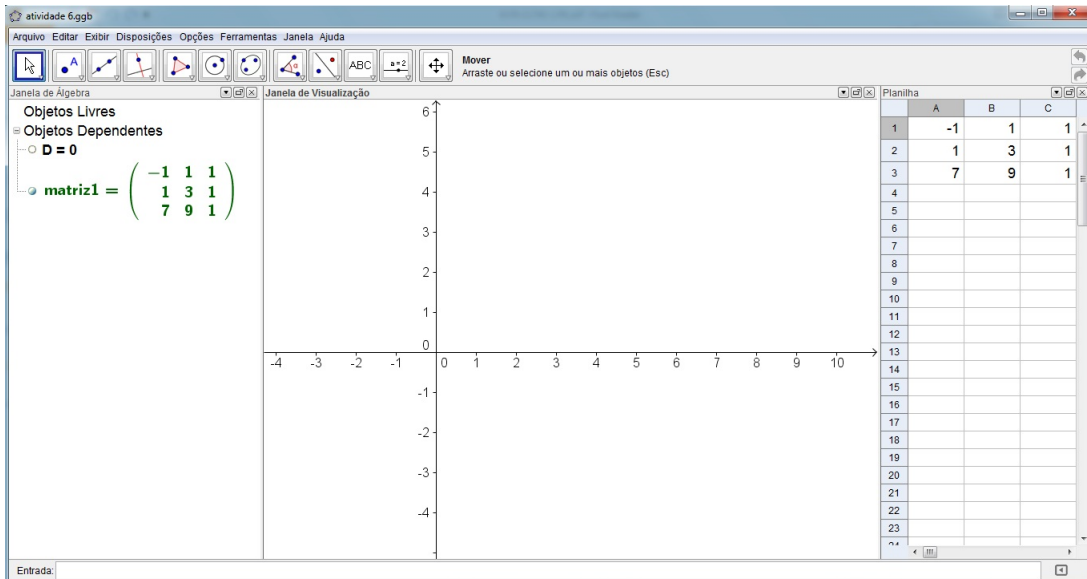 atividade 6.ggb
Arquivo Editar Exibir Disposições Opções Ferramentas Janela Ajuda
A
α
ABC
a=2
Mover
Arraste ou selecione um ou mais objetos (Esc)
Janela de Álgebra
Janela de Visualização
Planilha
Objetos Livres
Objetos Dependentes
D = 0
matriz1 =
−1 1 1
1 3 1
7 9 1
6
5
4
3
2
1
0
-4 -3 -2 -1 0 1 2 3 4 5 6 7 8 9 10
-1
-2
-3
-4
A B C
1 -1 1 1
2 1 3 1
3 7 9 1
4
5
6
7
8
9
10
11
12
13
14
15
16
17
18
19
20
21
22
23
Entrada: